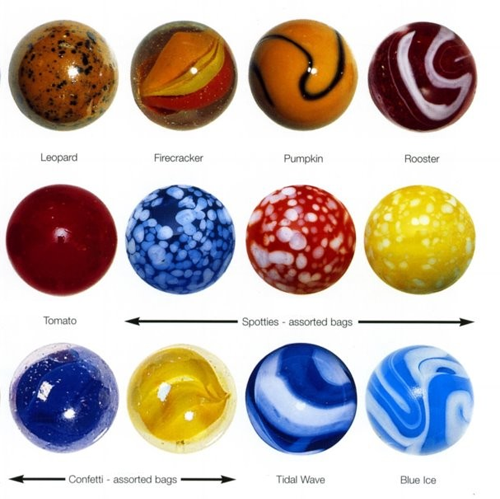 Leopard
Firecracker
Pumpkin
Rooster
Tomato
Spotties - assorted bags
Confetti - assorted bags
Tidal Wave
Blue Ice